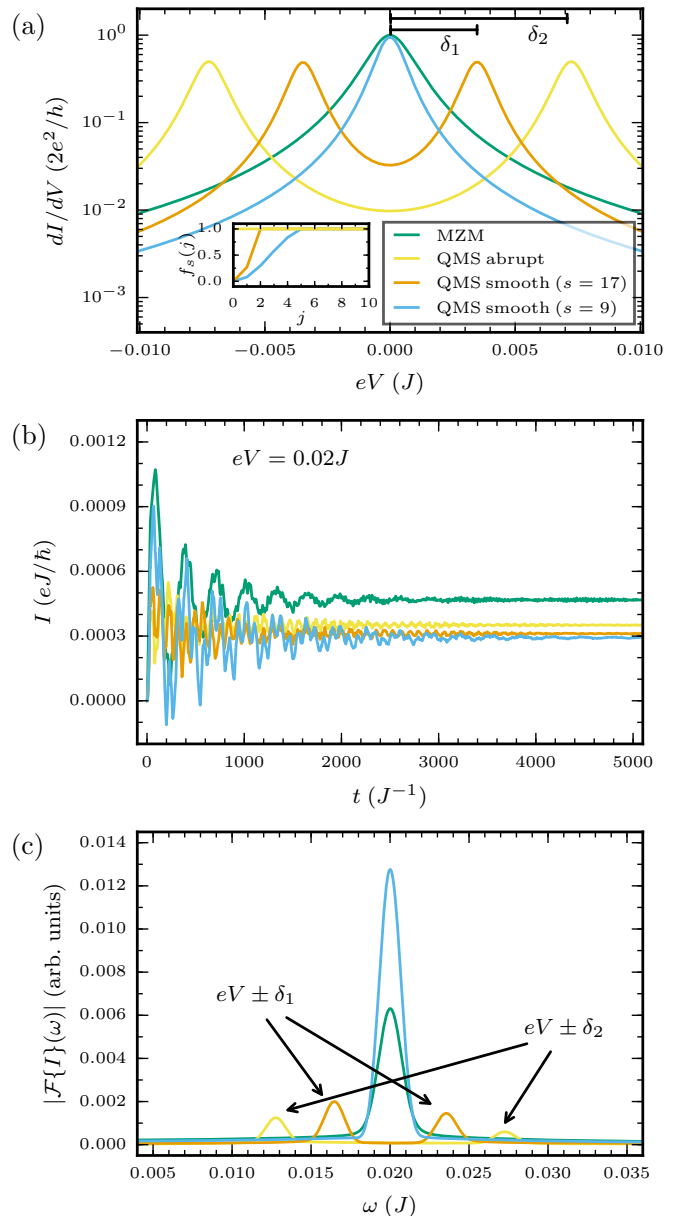 (a)
δ₁
δ₂
dI/dV (2e²/h)
10⁰
10⁻¹
10⁻²
10⁻³
f_s(j)
1.0
0.5
0.0
0 2 4 6 8 10
j
MZM
QMS abrupt
QMS smooth (s = 17)
QMS smooth (s = 9)
−0.010 −0.005 0.000 0.005 0.010
eV (J)
(b)
eV = 0.02J
I (eJ/ħ)
0.0012
0.0009
0.0006
0.0003
0.0000
0 1000 2000 3000 4000 5000
t (J⁻¹)
(c)
|ℱ{I}(ω)| (arb. units)
0.014
0.012
0.010
0.008
0.006
0.004
0.002
0.000
eV ± δ₁
eV ± δ₂
0.005 0.010 0.015 0.020 0.025 0.030 0.035
ω (J)